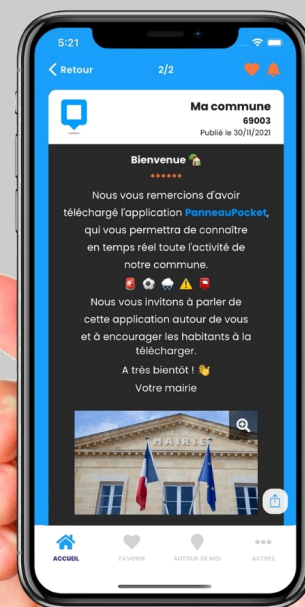 5:21
Retour 2/2
Ma commune
69003
Publié le 30/11/2021
Bienvenue 🏡
Nous vous remercions d'avoir
téléchargé l'application PanneauPocket,
qui vous permettra de connaître
en temps réel toute l'activité de
notre commune.
🚨 ⚽ 🌧️ ⚠️ 📮
Nous vous invitons à parler de
cette application autour de vous
et à encourager les habitants à la
télécharger.
A très bientôt ! 👋
Votre mairie
MAIRIE
ACCUEIL FAVORIS AUTOUR DE MOI AUTRES